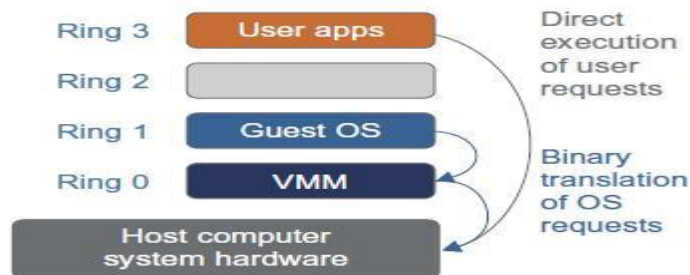 Ring 3
User apps
Direct
execution
of user
requests
Ring 2
Ring 1
Guest OS
Ring 0
VMM
Binary
translation
of OS
requests
Host computer
system hardware